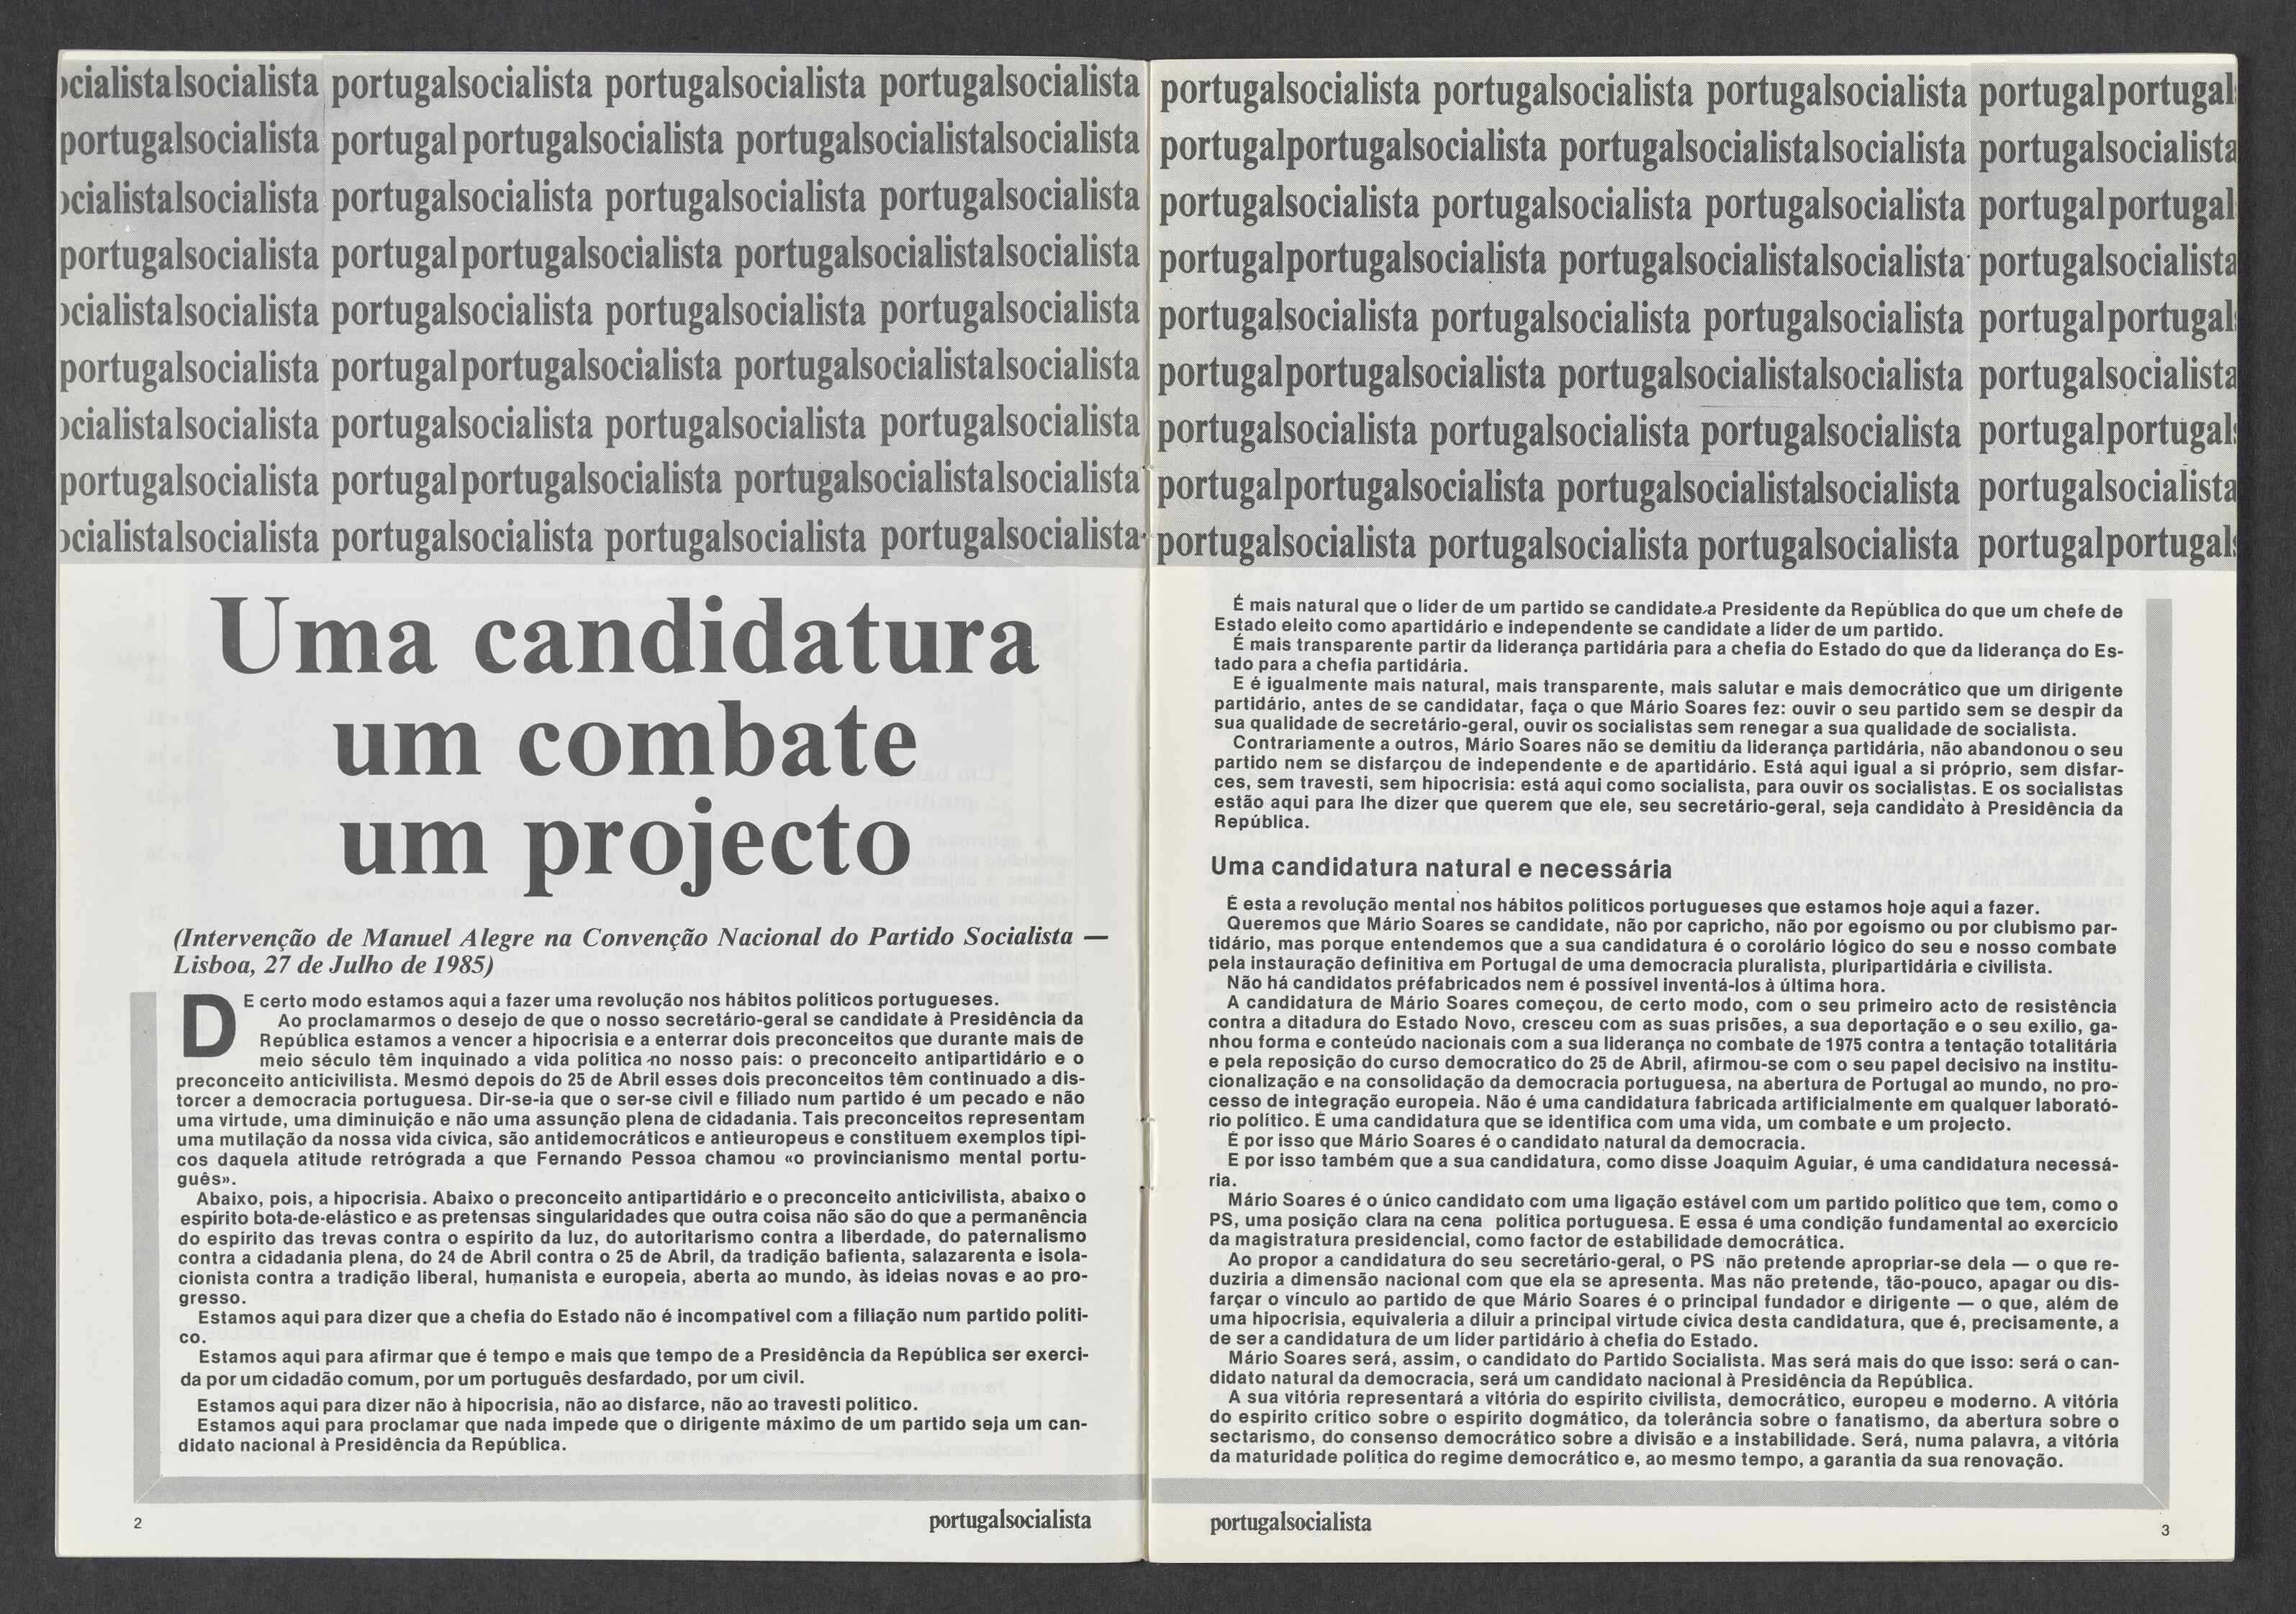 ocialistalsocialista portugalsocialista portugalsocialista portugalsocialista
portugalsocialista portugal portugalsocialista portugalsocialistalsocialista
ocialistalsocialista portugalsocialista portugalsocialista portugalsocialista
portugalsocialista portugal portugalsocialista portugalsocialistalsocialista
ocialistalsocialista portugalsocialista portugalsocialista portugalsocialista
portugalsocialista portugal portugalsocialista portugalsocialistalsocialista
ocialistalsocialista portugalsocialista portugalsocialista portugalsocialista
portugalsocialista portugal portugalsocialista portugalsocialistalsocialista
ocialistalsocialista portugalsocialista portugalsocialista portugalsocialista
Uma candidatura
um combate
um projecto
(Intervenção de Manuel Alegre na Convenção Nacional do Partido Socialista —
Lisboa, 27 de Julho de 1985)
DE certo modo estamos aqui a fazer uma revolução nos hábitos políticos portugueses.
Ao proclamarmos o desejo de que o nosso secretário-geral se candidate à Presidência da
República estamos a vencer a hipocrisia e a enterrar dois preconceitos que durante mais de
meio século têm inquinado a vida política no nosso país: o preconceito antipartidário e o
preconceito anticivilista. Mesmo depois do 25 de Abril esses dois preconceitos têm continuado a dis-
torcer a democracia portuguesa. Dir-se-ia que o ser-se civil e filiado num partido é um pecado e não
uma virtude, uma diminuição e não uma assunção plena de cidadania. Tais preconceitos representam
uma mutilação da nossa vida cívica, são antidemocráticos e antieuropeus e constituem exemplos típi-
cos daquela atitude retrógrada a que Fernando Pessoa chamou «o provincianismo mental portu-
guês».
Abaixo, pois, a hipocrisia. Abaixo o preconceito antipartidário e o preconceito anticivilista, abaixo o
espírito bota-de-elástico e as pretensas singularidades que outra coisa não são do que a permanência
do espírito das trevas contra o espírito da luz, do autoritarismo contra a liberdade, do paternalismo
contra a cidadania plena, do 24 de Abril contra o 25 de Abril, da tradição bafienta, salazarenta e isola-
cionista contra a tradição liberal, humanista e europeia, aberta ao mundo, às ideias novas e ao pro-
gresso.
Estamos aqui para dizer que a chefia do Estado não é incompatível com a filiação num partido políti-
co.
Estamos aqui para afirmar que é tempo e mais que tempo de a Presidência da República ser exerci-
da por um cidadão comum, por um português desfardado, por um civil.
Estamos aqui para dizer não à hipocrisia, não ao disfarce, não ao travesti político.
Estamos aqui para proclamar que nada impede que o dirigente máximo de um partido seja um can-
didato nacional à Presidência da República.
2
portugalsocialista
portugalsocialista portugalsocialista portugalsocialista portugalportugal
portugalportugalsocialista portugalsocialistalsocialista portugalsocialista
portugalsocialista portugalsocialista portugalsocialista portugalportugal
portugalportugalsocialista portugalsocialistalsocialista portugalsocialista
portugalsocialista portugalsocialista portugalsocialista portugalportugal
portugalportugalsocialista portugalsocialistalsocialista portugalsocialista
portugalsocialista portugalsocialista portugalsocialista portugalportugal
portugalportugalsocialista portugalsocialistalsocialista portugalsocialista
portugalsocialista portugalsocialista portugalsocialista portugalportugal
É mais natural que o líder de um partido se candidate a Presidente da República do que um chefe de
Estado eleito como apartidário e independente se candidate a líder de um partido.
É mais transparente partir da liderança partidária para a chefia do Estado do que da liderança do Es-
tado para a chefia partidária.
E é igualmente mais natural, mais transparente, mais salutar e mais democrático que um dirigente
partidário, antes de se candidatar, faça o que Mário Soares fez: ouvir o seu partido sem se despir da
sua qualidade de secretário-geral, ouvir os socialistas sem renegar a sua qualidade de socialista.
Contrariamente a outros, Mário Soares não se demitiu da liderança partidária, não abandonou o seu
partido nem se disfarçou de independente e de apartidário. Está aqui igual a si próprio, sem disfar-
ces, sem travesti, sem hipocrisia: está aqui como socialista, para ouvir os socialistas. E os socialistas
estão aqui para lhe dizer que querem que ele, seu secretário-geral, seja candidato à Presidência da
República.
Uma candidatura natural e necessária
É esta a revolução mental nos hábitos políticos portugueses que estamos hoje aqui a fazer.
Queremos que Mário Soares se candidate, não por capricho, não por egoísmo ou por clubismo par-
tidário, mas porque entendemos que a sua candidatura é o corolário lógico do seu e nosso combate
pela instauração definitiva em Portugal de uma democracia pluralista, pluripartidária e civilista.
Não há candidatos préfabricados nem é possível inventá-los à última hora.
A candidatura de Mário Soares começou, de certo modo, com o seu primeiro acto de resistência
contra a ditadura do Estado Novo, cresceu com as suas prisões, a sua deportação e o seu exílio, ga-
nhou forma e conteúdo nacionais com a sua liderança no combate de 1975 contra a tentação totalitária
e pela reposição do curso democratico do 25 de Abril, afirmou-se com o seu papel decisivo na institu-
cionalização e na consolidação da democracia portuguesa, na abertura de Portugal ao mundo, no pro-
cesso de integração europeia. Não é uma candidatura fabricada artificialmente em qualquer laborató-
rio político. É uma candidatura que se identifica com uma vida, um combate e um projecto.
É por isso que Mário Soares é o candidato natural da democracia.
E por isso também que a sua candidatura, como disse Joaquim Aguiar, é uma candidatura necessá-
ria.
Mário Soares é o único candidato com uma ligação estável com um partido político que tem, como o
PS, uma posição clara na cena política portuguesa. E essa é uma condição fundamental ao exercício
da magistratura presidencial, como factor de estabilidade democrática.
Ao propor a candidatura do seu secretário-geral, o PS não pretende apropriar-se dela — o que re-
duziria a dimensão nacional com que ela se apresenta. Mas não pretende, tão-pouco, apagar ou dis-
farçar o vínculo ao partido de que Mário Soares é o principal fundador e dirigente — o que, além de
uma hipocrisia, equivaleria a diluir a principal virtude cívica desta candidatura, que é, precisamente, a
de ser a candidatura de um líder partidário à chefia do Estado.
Mário Soares será, assim, o candidato do Partido Socialista. Mas será mais do que isso: será o can-
didato natural da democracia, será um candidato nacional à Presidência da República.
A sua vitória representará a vitória do espírito civilista, democrático, europeu e moderno. A vitória
do espírito crítico sobre o espírito dogmático, da tolerância sobre o fanatismo, da abertura sobre o
sectarismo, do consenso democrático sobre a divisão e a instabilidade. Será, numa palavra, a vitória
da maturidade política do regime democrático e, ao mesmo tempo, a garantia da sua renovação.
portugalsocialista
3